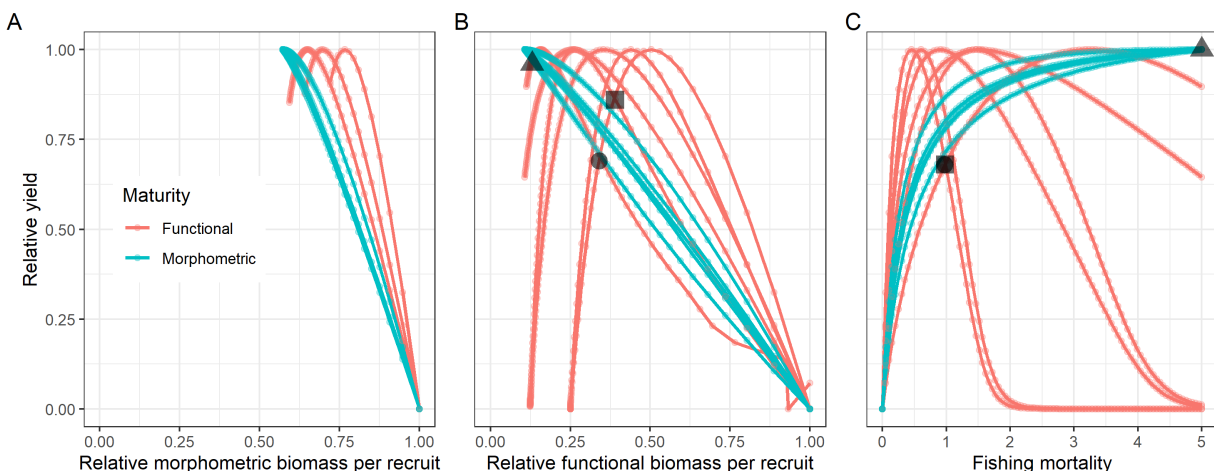 A
B
C
Relative yield
1.00
0.75
0.50
0.25
0.00
Maturity
Functional
Morphometric
0.00 0.25 0.50 0.75 1.00
Relative morphometric biomass per recruit
0.00 0.25 0.50 0.75 1.00
Relative functional biomass per recruit
0 1 2 3 4 5
Fishing mortality